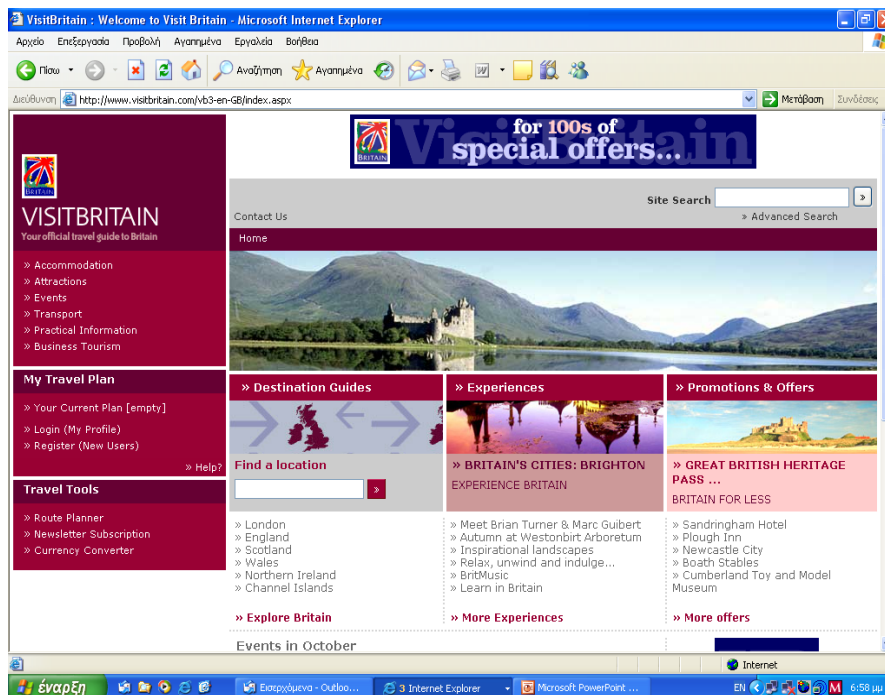 VisitBritain : Welcome to Visit Britain - Microsoft Internet Explorer
Αρχείο Επεξεργασία Προβολή Αγαπημένα Εργαλεία Βοήθεια
Πίσω Αναζήτηση Αγαπημένα
Διεύθυνση http://www.visitbritain.com/vb3-en-GB/index.aspx Μετάβαση Συνδέσεις
BRITAIN VisitBritain
for 100s of
special offers...
BRITAIN
VISITBRITAIN
Your official travel guide to Britain
Site Search »
Contact Us » Advanced Search
Home
» Accommodation
» Attractions
» Events
» Transport
» Practical Information
» Business Tourism
My Travel Plan
» Your Current Plan [empty]
» Login (My Profile)
» Register (New Users)
» Help?
Travel Tools
» Route Planner
» Newsletter Subscription
» Currency Converter
» Destination Guides
Find a location
»
» London
» England
» Scotland
» Wales
» Northern Ireland
» Channel Islands
» Explore Britain
» Experiences
» BRITAIN'S CITIES: BRIGHTON
EXPERIENCE BRITAIN
» Meet Brian Turner & Marc Guibert
» Autumn at Westonbirt Arboretum
» Inspirational landscapes
» Relax, unwind and indulge...
» BritMusic
» Learn in Britain
» More Experiences
» Promotions & Offers
» GREAT BRITISH HERITAGE
PASS ...
BRITAIN FOR LESS
» Sandringham Hotel
» Plough Inn
» Newcastle City
» Boath Stables
» Cumberland Toy and Model
Museum
» More offers
Events in October
Internet
έναρξη Εισερχόμενα - Outloo... 3 Internet Explorer Microsoft PowerPoint ... EN 6:58 μμ